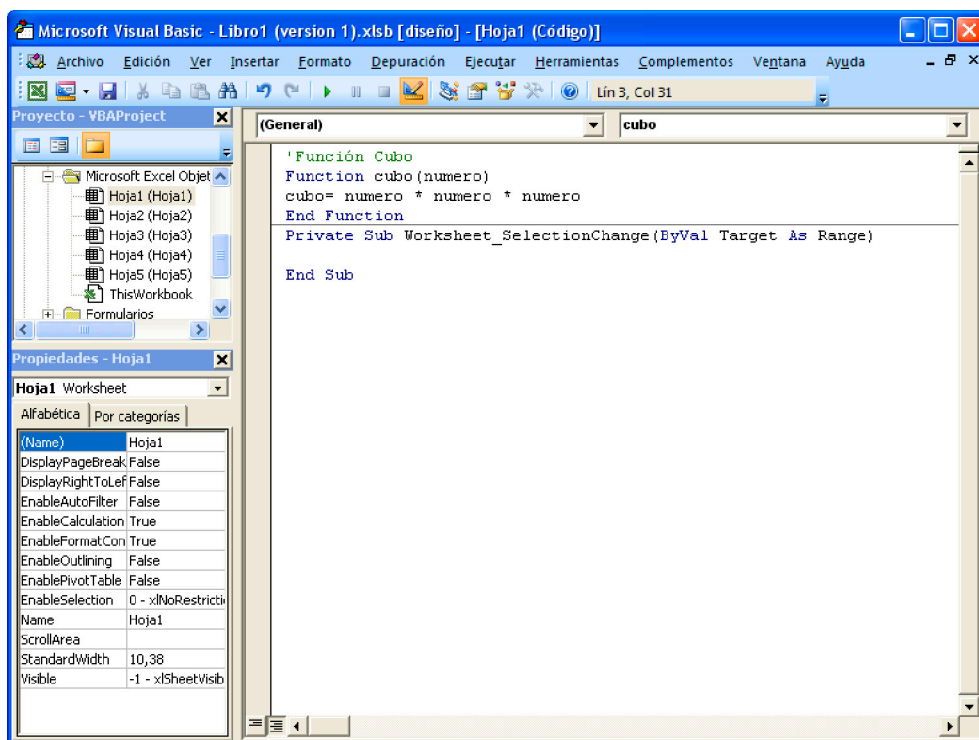 Microsoft Visual Basic - Libro1 (version 1).xlsb [diseño] - [Hoja1 (Código)]
Archivo Edición Ver Insertar Formato Depuración Ejecutar Herramientas Complementos Ventana Ayuda
Lín 3, Col 31
Proyecto - VBAProject
Microsoft Excel Objet
Hoja1 (Hoja1)
Hoja2 (Hoja2)
Hoja3 (Hoja3)
Hoja4 (Hoja4)
Hoja5 (Hoja5)
ThisWorkbook
Formularios
Propiedades - Hoja1
Hoja1 Worksheet
Alfabética Por categorías
(Name) Hoja1
DisplayPageBreak False
DisplayRightToLef False
EnableAutoFilter False
EnableCalculation True
EnableFormatCon True
EnableOutlining False
EnablePivotTable False
EnableSelection 0 - xlNoRestricti
Name Hoja1
ScrollArea
StandardWidth 10,38
Visible -1 - xlSheetVisib
(General) cubo
'Función Cubo
Function cubo(numero)
cubo= numero * numero * numero
End Function
Private Sub Worksheet_SelectionChange(ByVal Target As Range)
End Sub